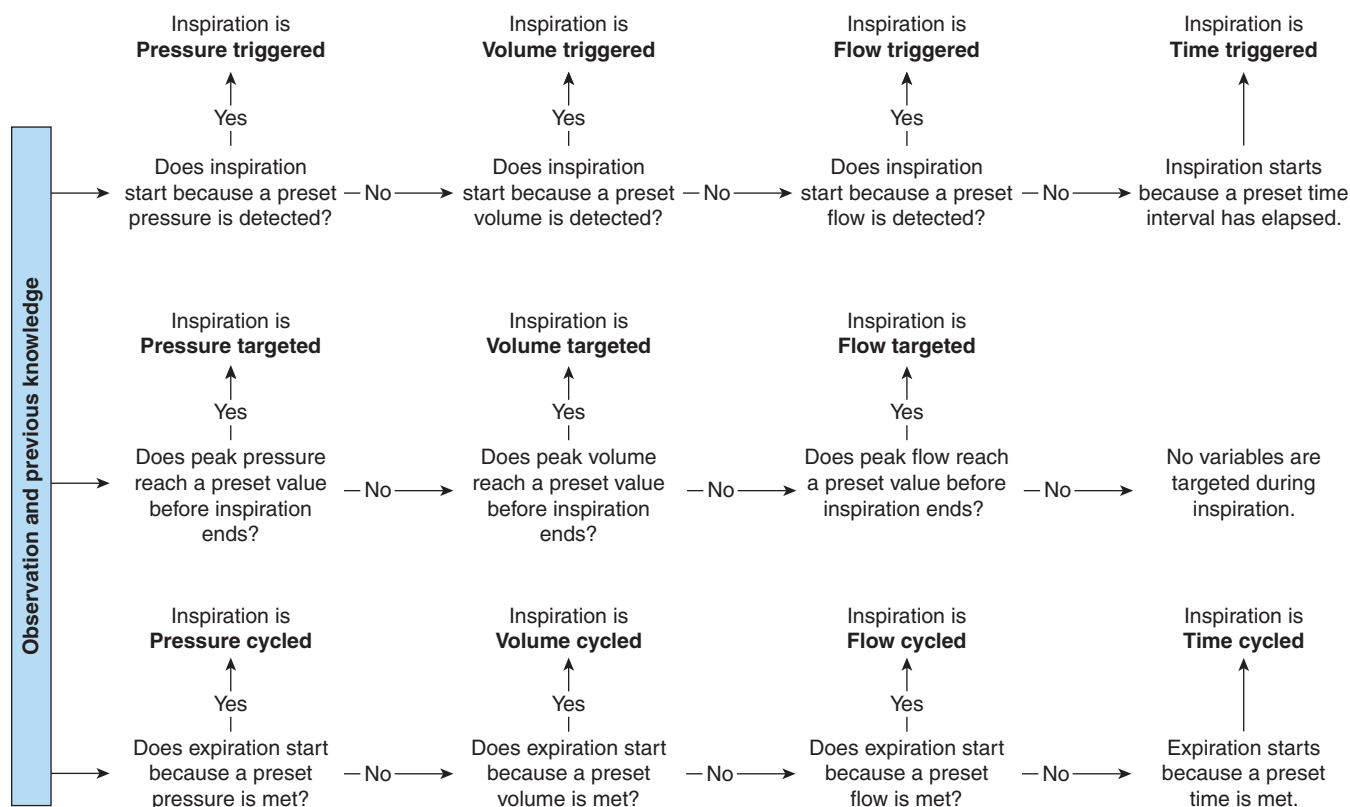 Observation and previous knowledge
Inspiration is
Pressure triggered
Yes
Does inspiration
start because a preset
pressure is detected?
No
Inspiration is
Volume triggered
Yes
Does inspiration
start because a preset
volume is detected?
No
Inspiration is
Flow triggered
Yes
Does inspiration
start because a preset
flow is detected?
No
Inspiration is
Time triggered
Inspiration starts
because a preset time
interval has elapsed.
Inspiration is
Pressure targeted
Yes
Does peak pressure
reach a preset value
before inspiration
ends?
No
Inspiration is
Volume targeted
Yes
Does peak volume
reach a preset value
before inspiration
ends?
No
Inspiration is
Flow targeted
Yes
Does peak flow reach
a preset value before
inspiration ends?
No
No variables are
targeted during
inspiration.
Inspiration is
Pressure cycled
Yes
Does expiration start
because a preset
pressure is met?
No
Inspiration is
Volume cycled
Yes
Does expiration start
because a preset
volume is met?
No
Inspiration is
Flow cycled
Yes
Does expiration start
because a preset
flow is met?
No
Inspiration is
Time cycled
Expiration starts
because a preset
time is met.